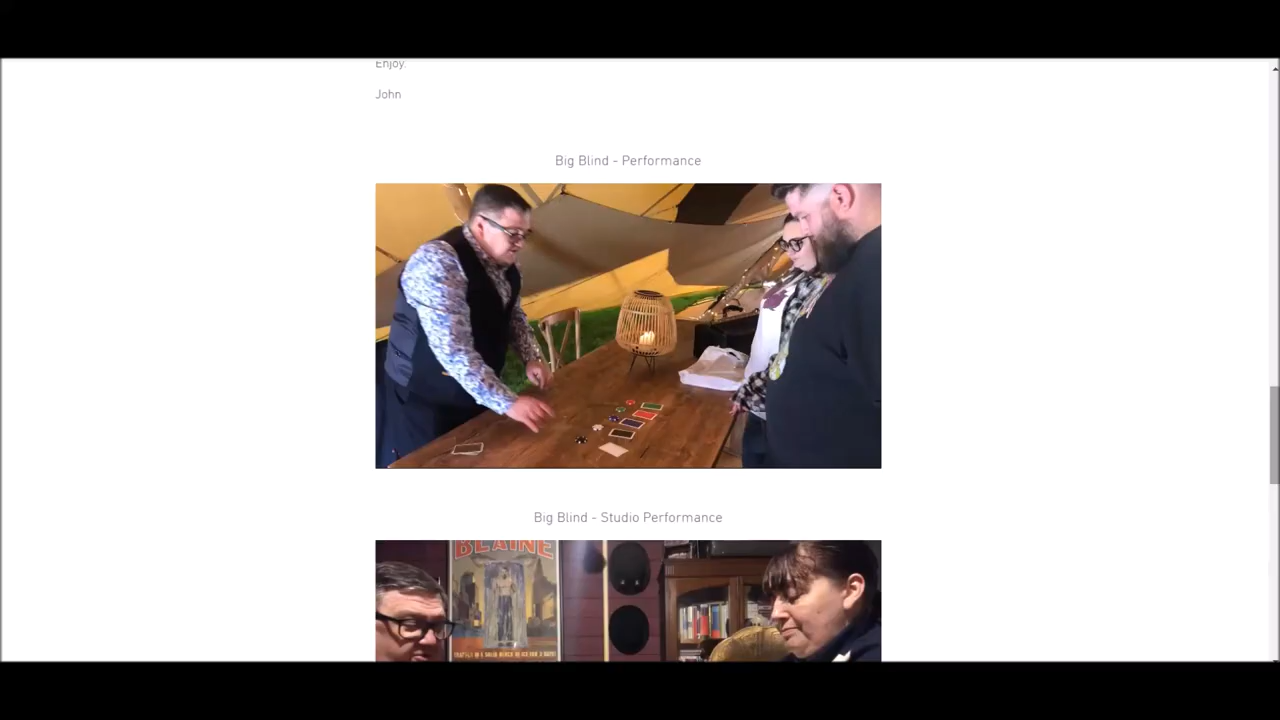 Enjoy.
John
Big Blind - Performance
Big Blind - Studio Performance
BLAINE